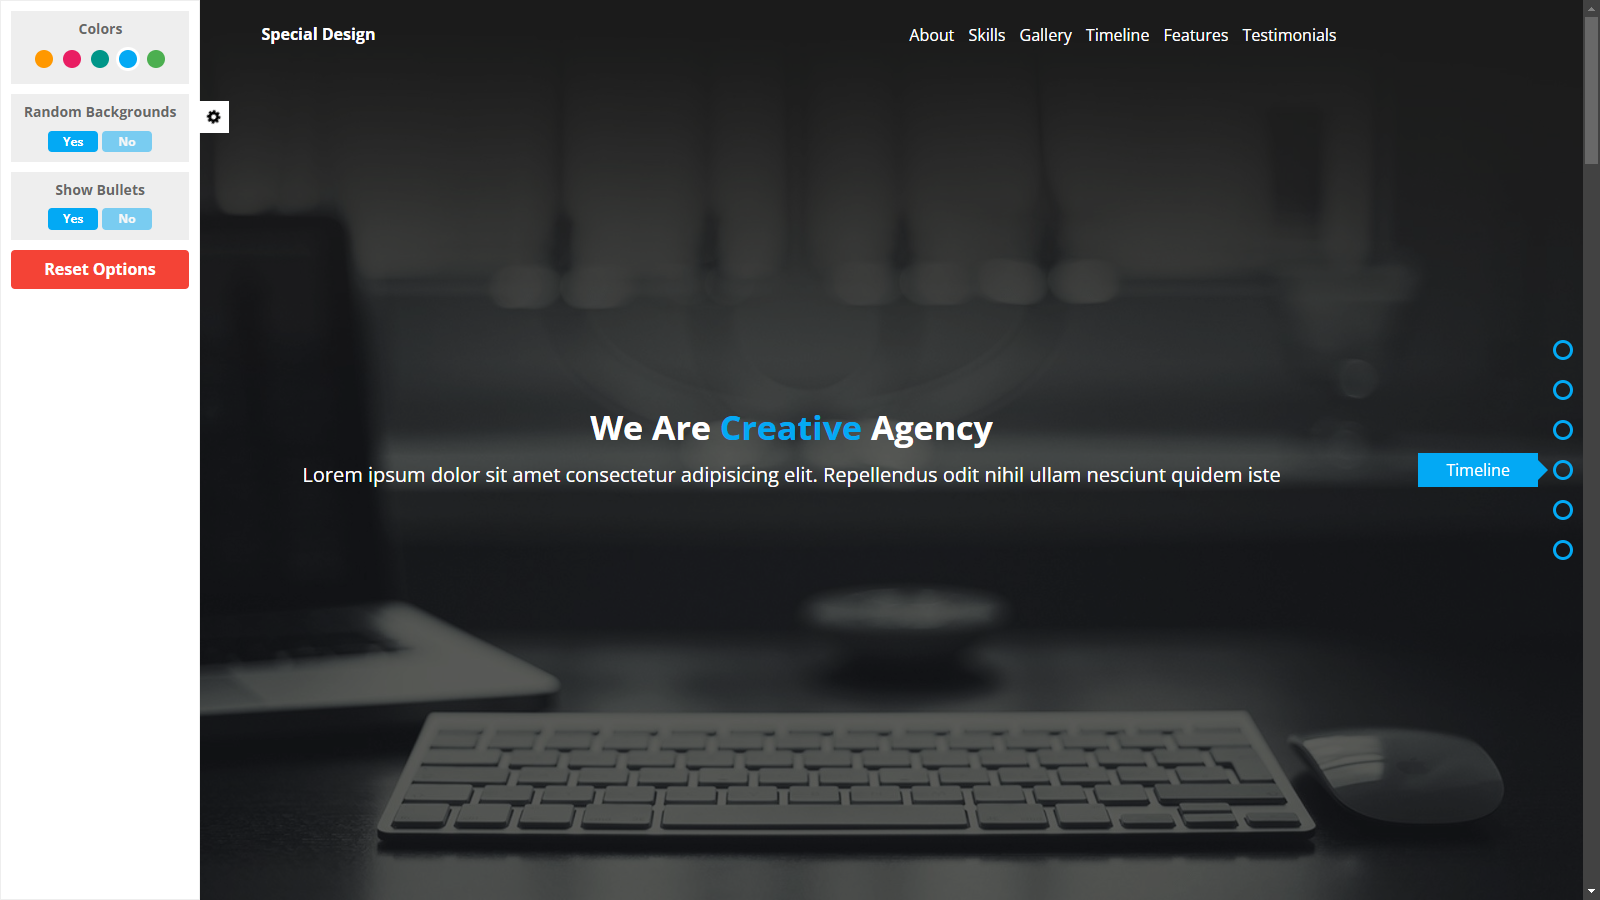 Colors
Random Backgrounds
Yes No
Show Bullets
Yes No
Reset Options
Special Design
About Skills Gallery Timeline Features Testimonials
We Are Creative Agency
Lorem ipsum dolor sit amet consectetur adipisicing elit. Repellendus odit nihil ullam nesciunt quidem iste
Timeline